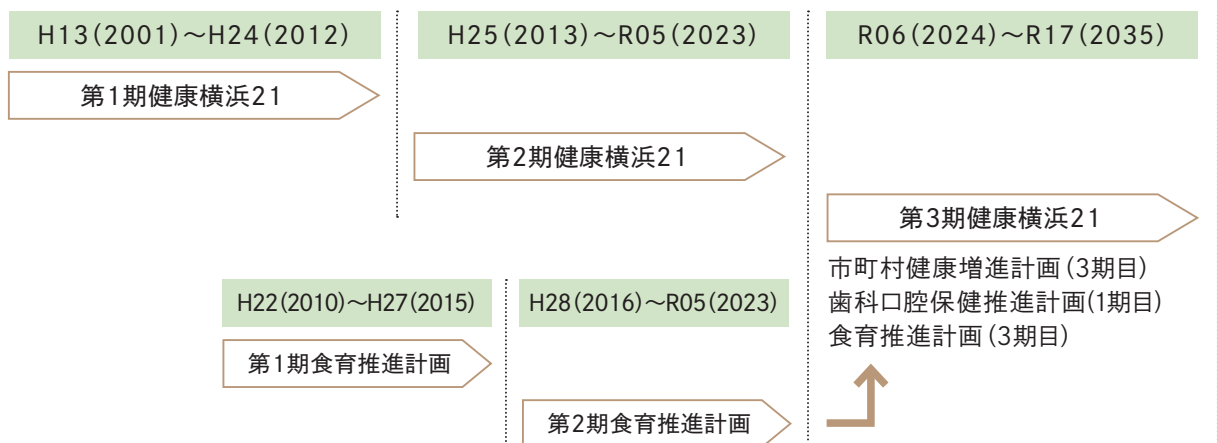 H13(2001)～H24(2012)
H25(2013)～R05(2023)
R06(2024)～R17(2035)
第1期健康横浜21
第2期健康横浜21
第3期健康横浜21
市町村健康増進計画(3期目)
歯科口腔保健推進計画(1期目)
食育推進計画(3期目)
H22(2010)～H27(2015)
H28(2016)～R05(2023)
第1期食育推進計画
第2期食育推進計画